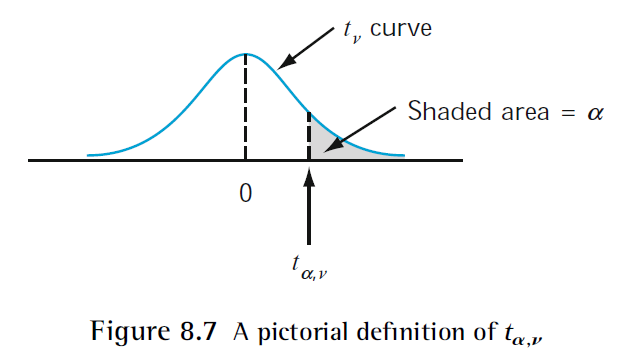 t_ν curve
Shaded area = α
0
t_α,ν
Figure 8.7 A pictorial definition of t_α,ν